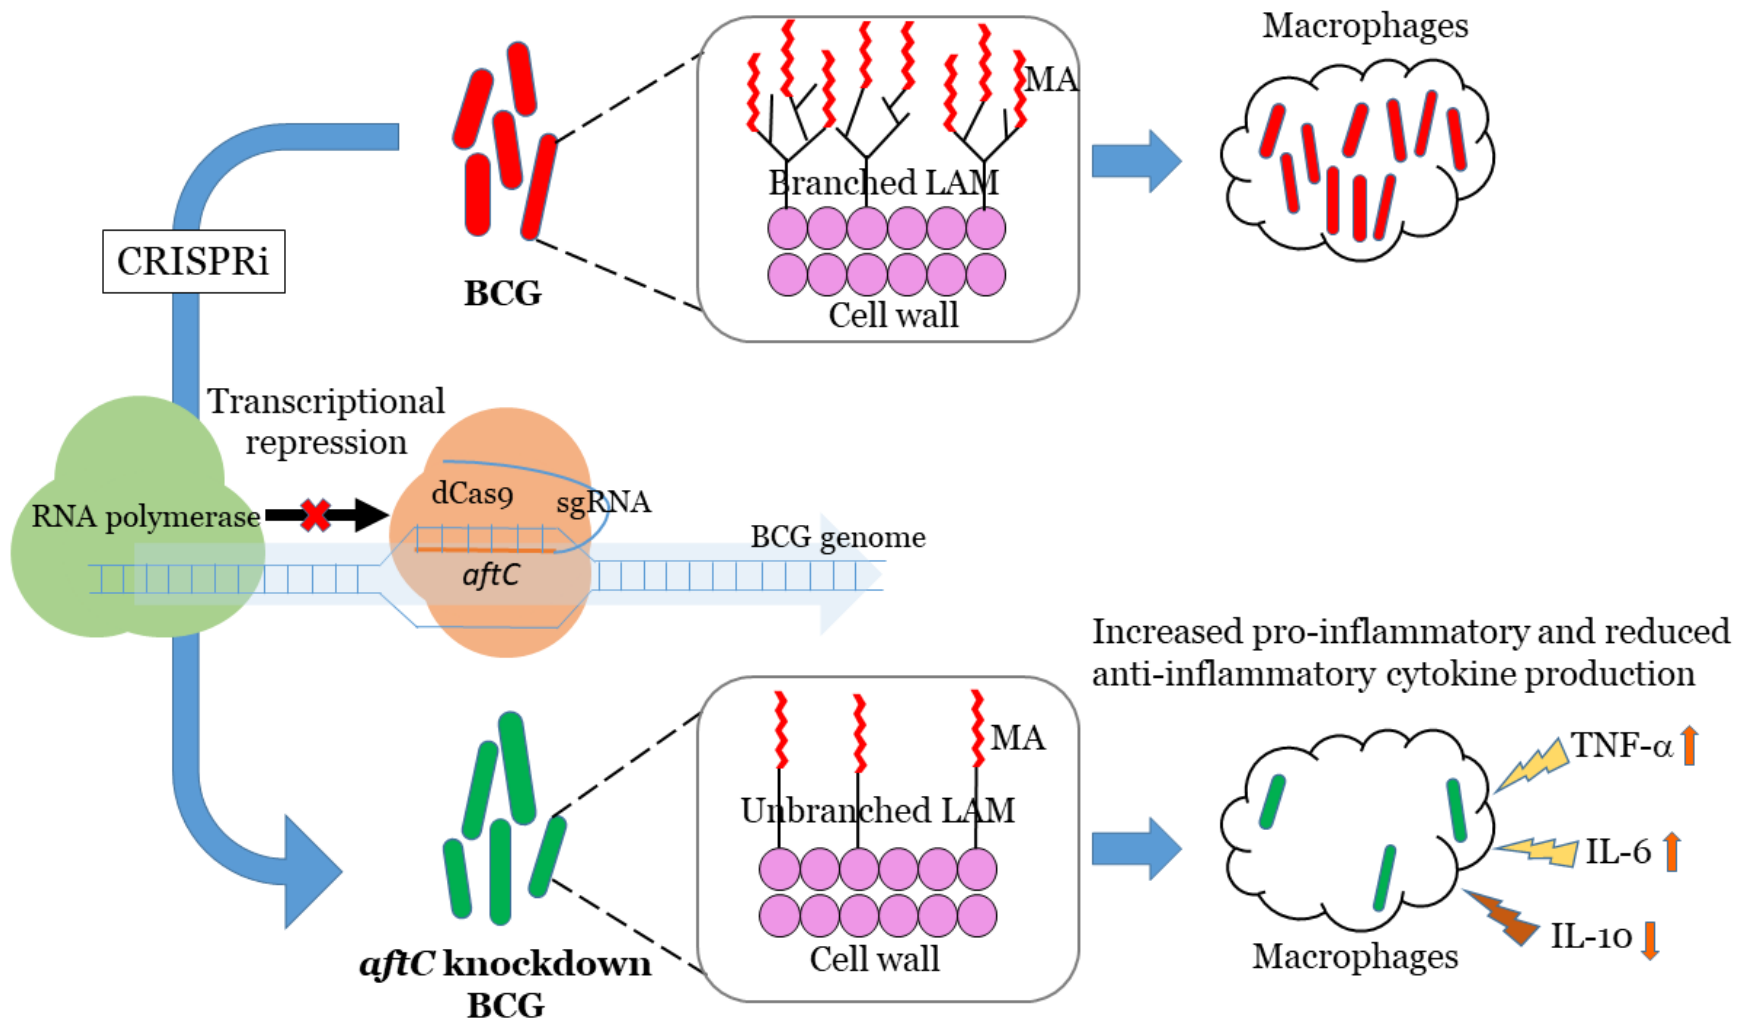 Macrophages
MA
Branched LAM
CRISPRi
BCG
Cell wall
Transcriptional
repression
dCas9
sgRNA
RNA polymerase
BCG genome
aftC
Increased pro-inflammatory and reduced
anti-inflammatory cytokine production
MA
TNF-α
Unbranched LAM
IL-6
IL-10
Cell wall
Macrophages
aftC knockdown
BCG